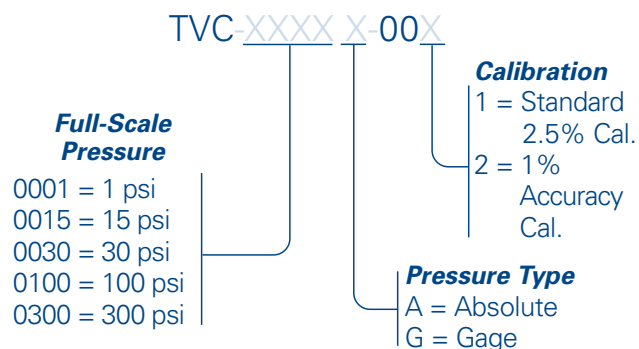 TVC-XXXX X-00X
Full-Scale
Pressure
0001 = 1 psi
0015 = 15 psi
0030 = 30 psi
0100 = 100 psi
0300 = 300 psi
Calibration
1 = Standard
2.5% Cal.
2 = 1%
Accuracy
Cal.
Pressure Type
A = Absolute
G = Gage